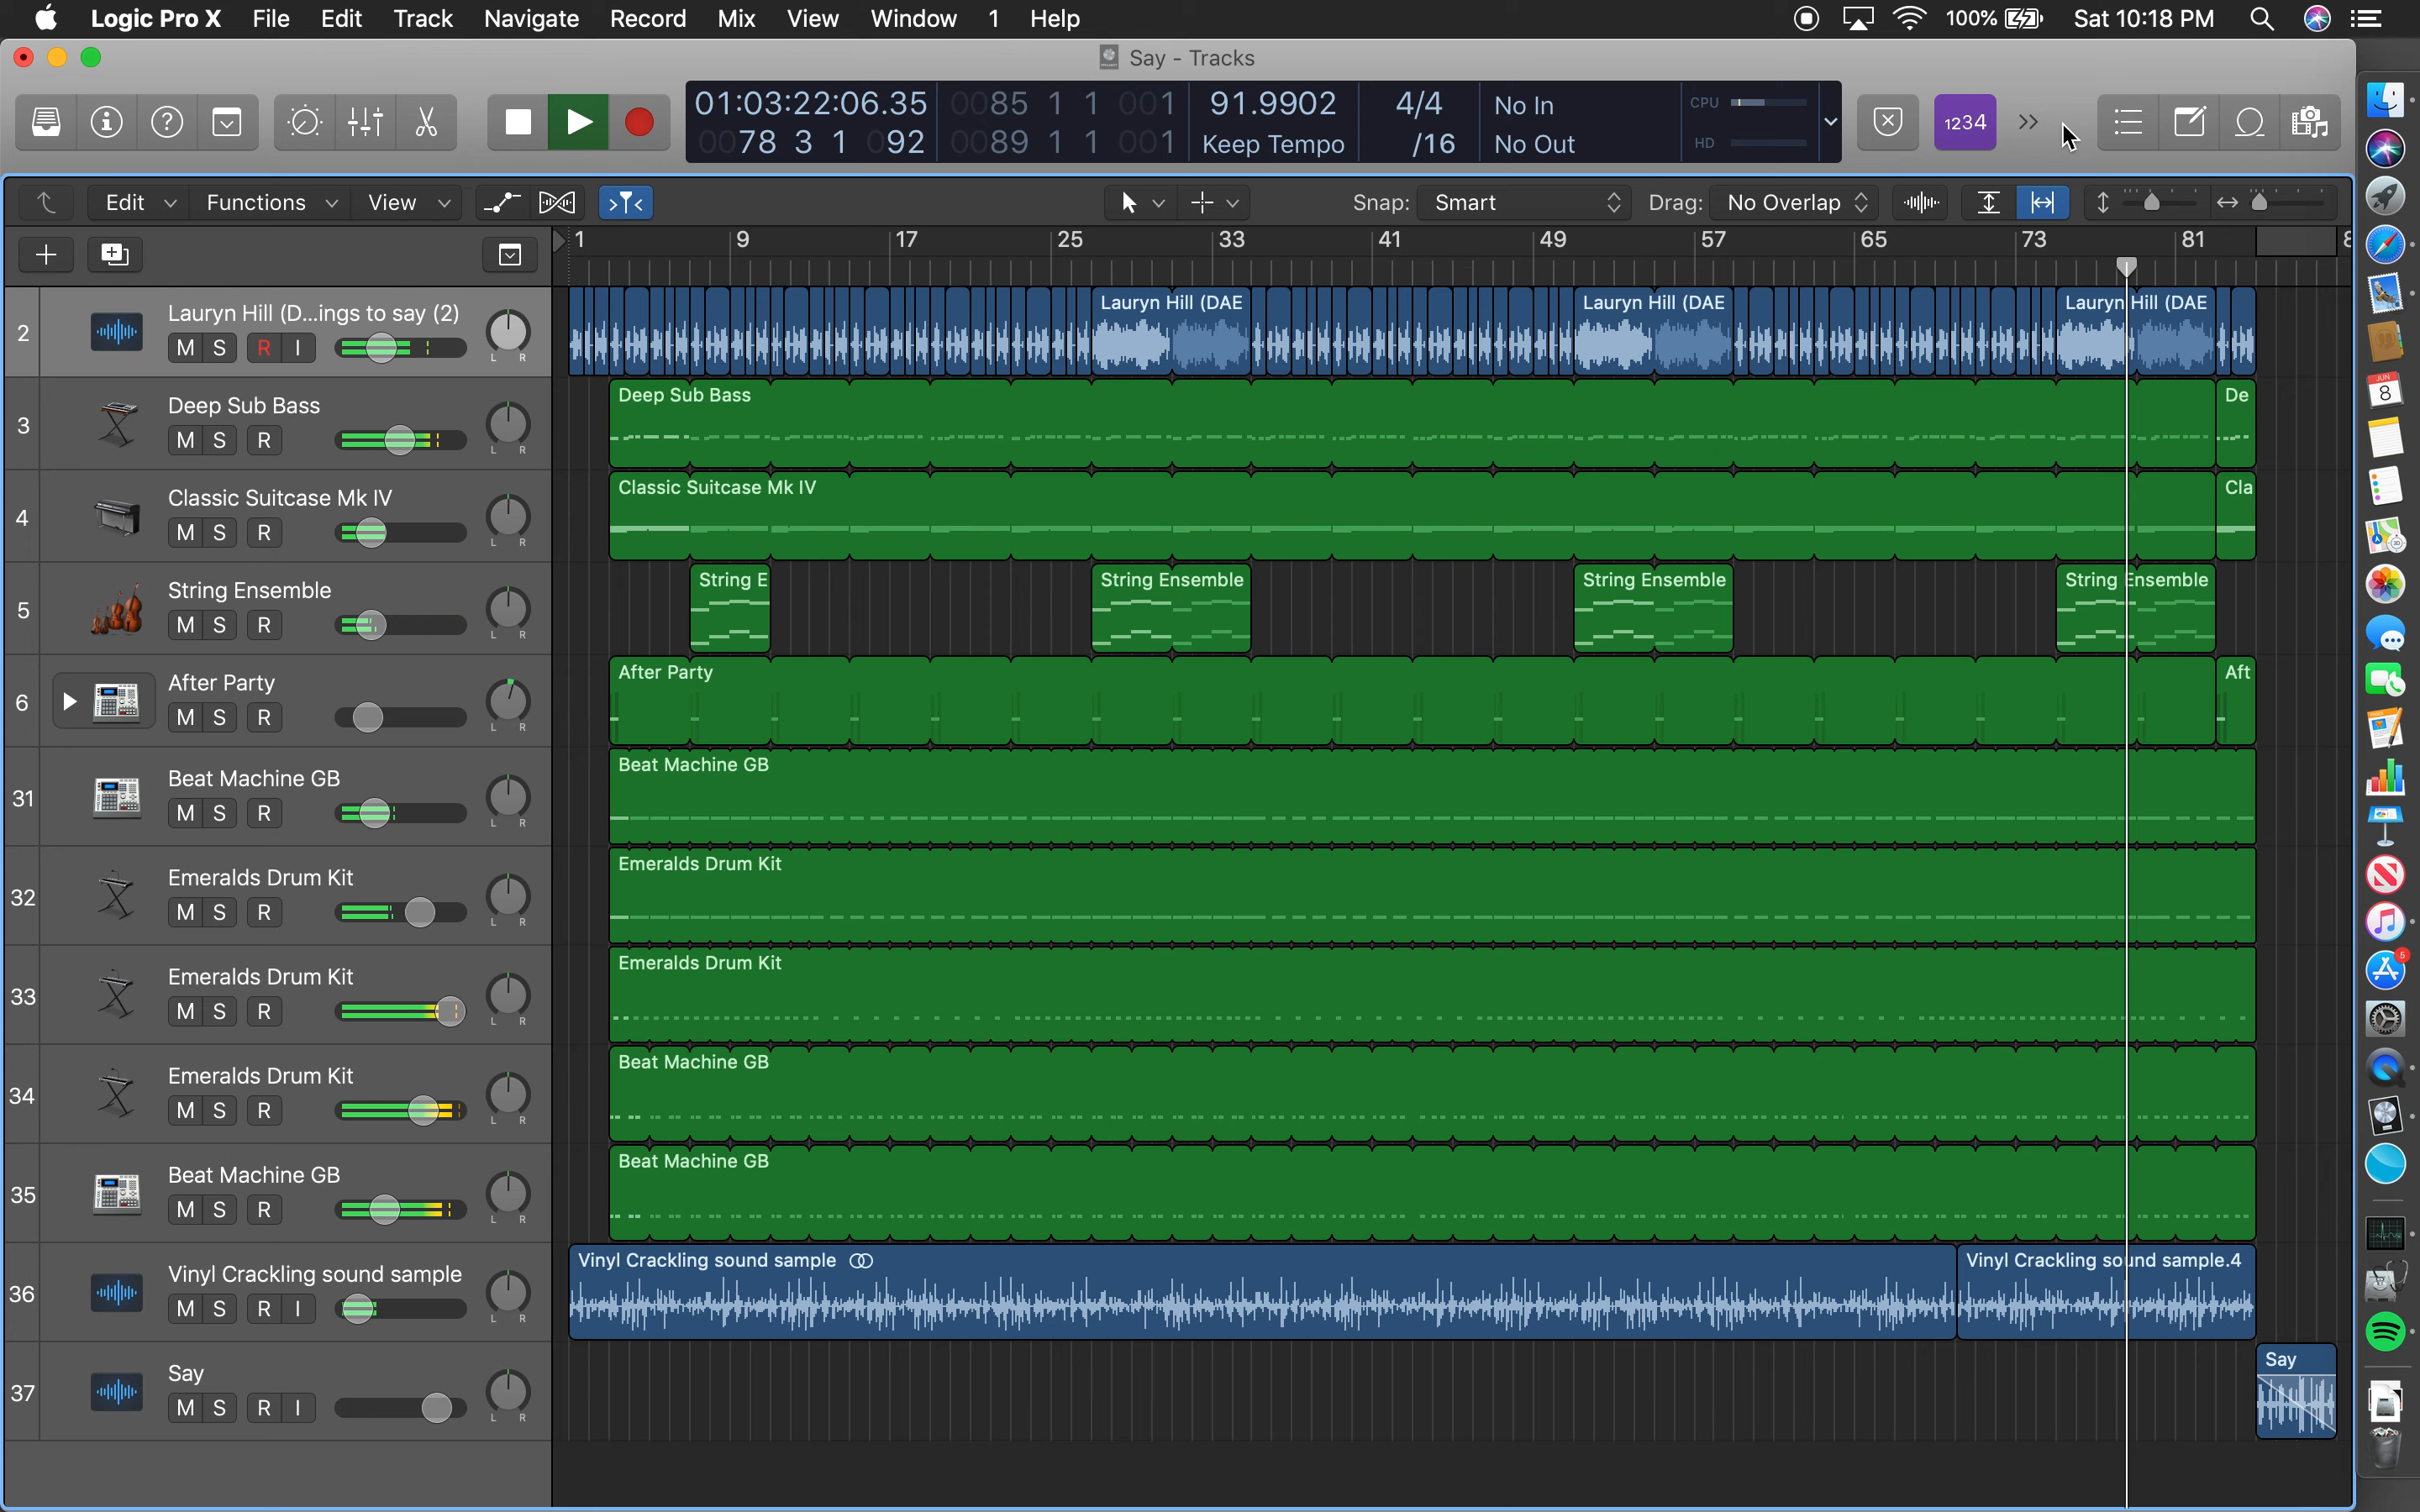 Logic Pro X File Edit Track Navigate Record Mix View Window 1 Help 100% Sat 10:18 PM
Say - Tracks
01:03:22:06.35 0085 1 1 001 91.9902 4/4 No In CPU
0078 3 1 092 0089 1 1 001 Keep Tempo /16 No Out HD
1234
Edit Functions View Snap: Smart Drag: No Overlap
1 9 17 25 33 41 49 57 65 73 81
2 Lauryn Hill (D...ings to say (2) Lauryn Hill (DAE Lauryn Hill (DAE Lauryn Hill (DAE
M S R I L R
3 Deep Sub Bass Deep Sub Bass De
M S R L R
4 Classic Suitcase Mk IV Classic Suitcase Mk IV Cla
M S R L R
5 String Ensemble String E String Ensemble String Ensemble String Ensemble
M S R L R
6 After Party After Party Aft
M S R L R
31 Beat Machine GB Beat Machine GB
M S R L R
32 Emeralds Drum Kit Emeralds Drum Kit
M S R L R
33 Emeralds Drum Kit Emeralds Drum Kit
M S R L R
34 Emeralds Drum Kit Beat Machine GB
M S R L R
35 Beat Machine GB Beat Machine GB
M S R L R
36 Vinyl Crackling sound sample Vinyl Crackling sound sample Vinyl Crackling sound sample.4
M S R I L R
37 Say Say
M S R I L R
JUN
8
5